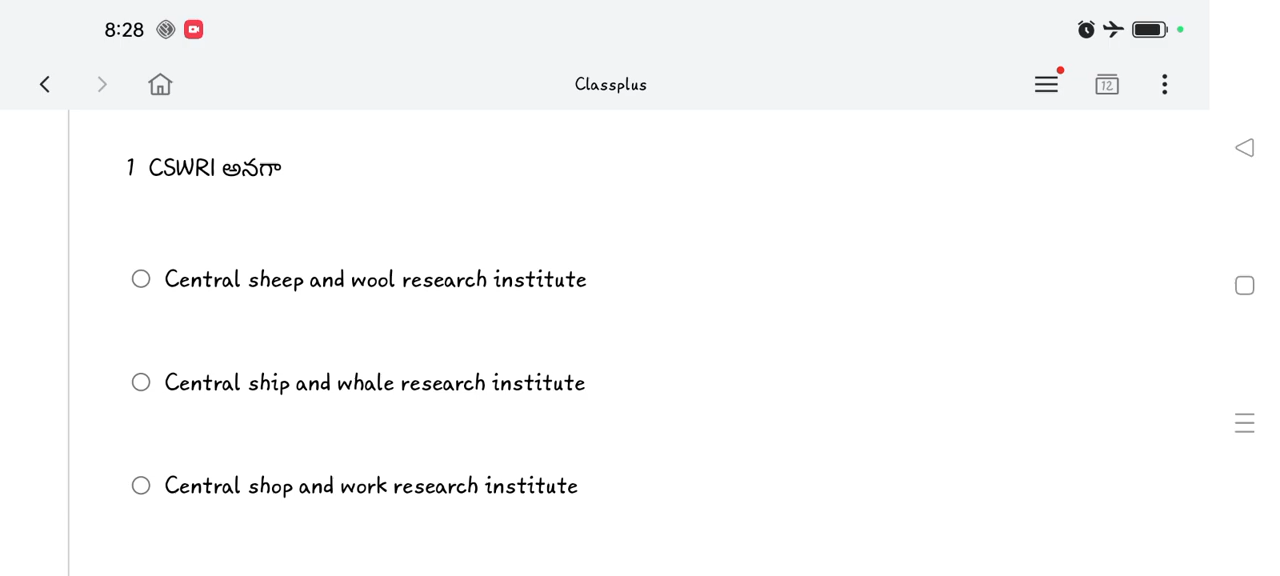 8:28
Classplus
12
1 CSWRI అనగా
Central sheep and wool research institute
Central ship and whale research institute
Central shop and work research institute